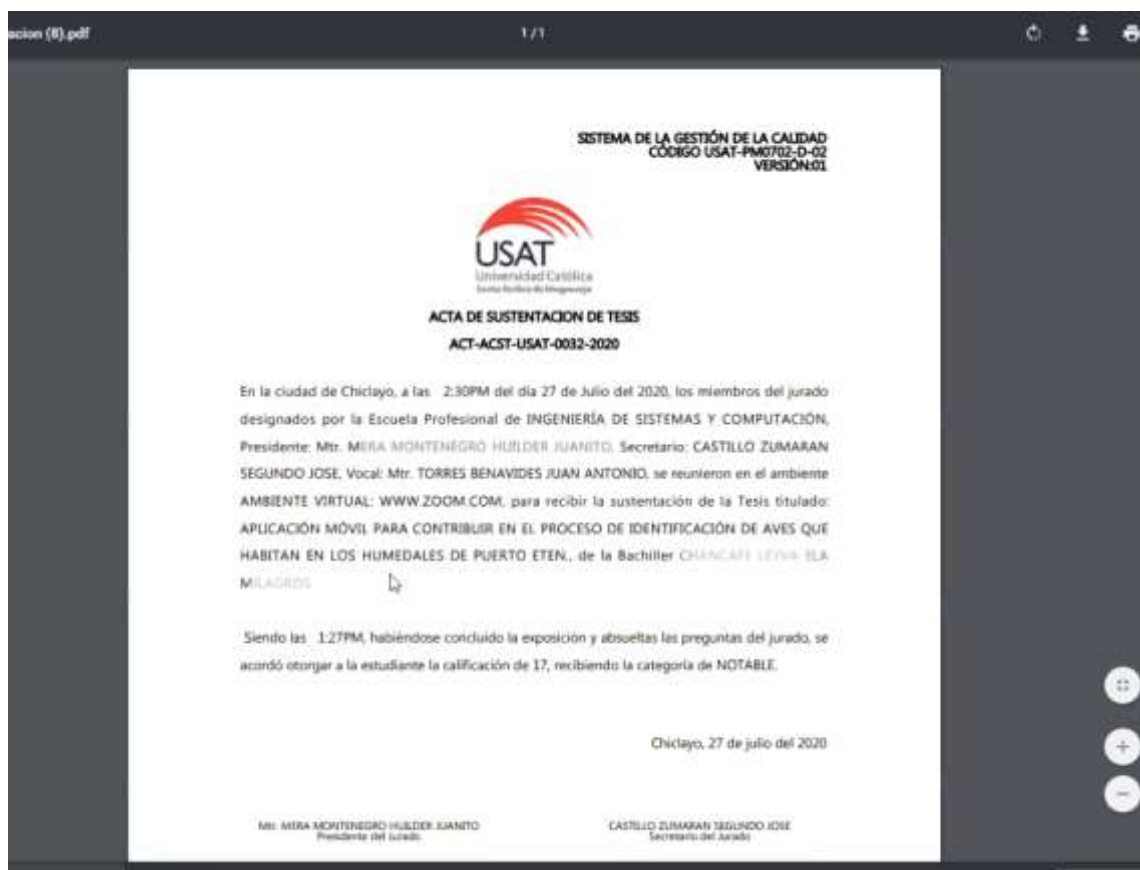 acion (8).pdf
1 / 1
SISTEMA DE LA GESTIÓN DE LA CALIDAD
CÓDIGO USAT-PM0702-D-02
VERSIÓN:01
USAT
Universidad Católica
Santo Toribio de Mogrovejo
ACTA DE SUSTENTACION DE TESIS
ACT-ACST-USAT-0032-2020
En la ciudad de Chiclayo, a las 2:30PM del día 27 de Julio del 2020, los miembros del jurado
designados por la Escuela Profesional de INGENIERÍA DE SISTEMAS Y COMPUTACIÓN,
Presidente: Mtr. MERA MONTENEGRO HUILDER JUANITO, Secretario: CASTILLO ZUMARAN
SEGUNDO JOSE, Vocal: Mtr. TORRES BENAVIDES JUAN ANTONIO, se reunieron en el ambiente
AMBIENTE VIRTUAL: WWW.ZOOM.COM, para recibir la sustentación de la Tesis titulado:
APLICACIÓN MÓVIL PARA CONTRIBUIR EN EL PROCESO DE IDENTIFICACIÓN DE AVES QUE
HABITAN EN LOS HUMEDALES DE PUERTO ETEN., de la Bachiller CHANCAFE LEYVA ELA
MILAGROS
Siendo las 1:27PM, habiéndose concluido la exposición y absueltas las preguntas del jurado, se
acordó otorgar a la estudiante la calificación de 17, recibiendo la categoría de NOTABLE.
Chiclayo, 27 de julio del 2020
Mtr. MERA MONTENEGRO HUILDER JUANITO
Presidente del Jurado
CASTILLO ZUMARAN SEGUNDO JOSE
Secretario del Jurado